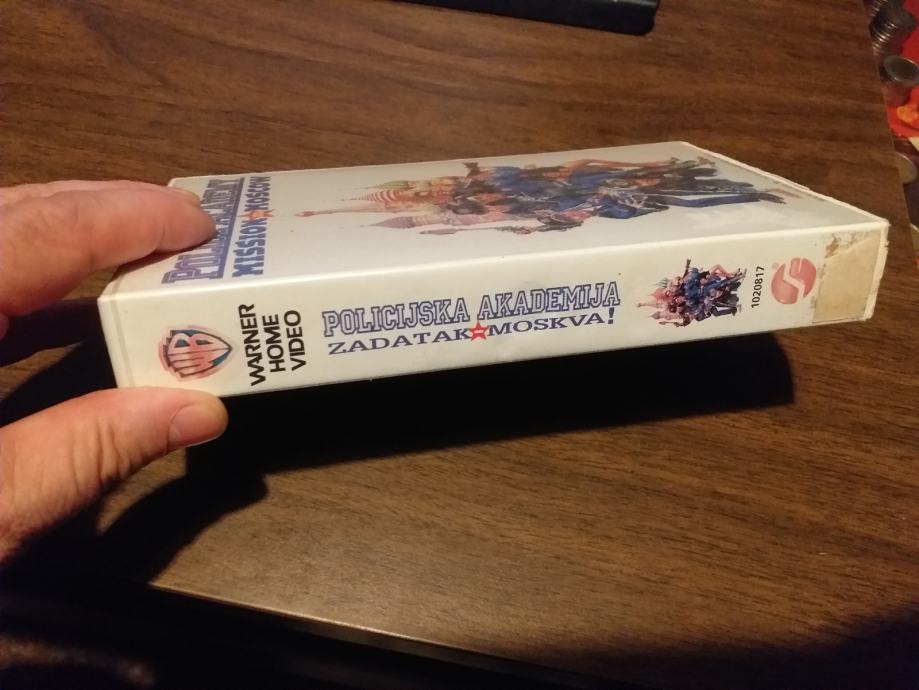 POLICE ACADEMY
MISSION MOSCOW
WB
WARNER
HOME
VIDEO
POLICIJSKA AKADEMIJA
ZADATAK MOSKVA!
1020817